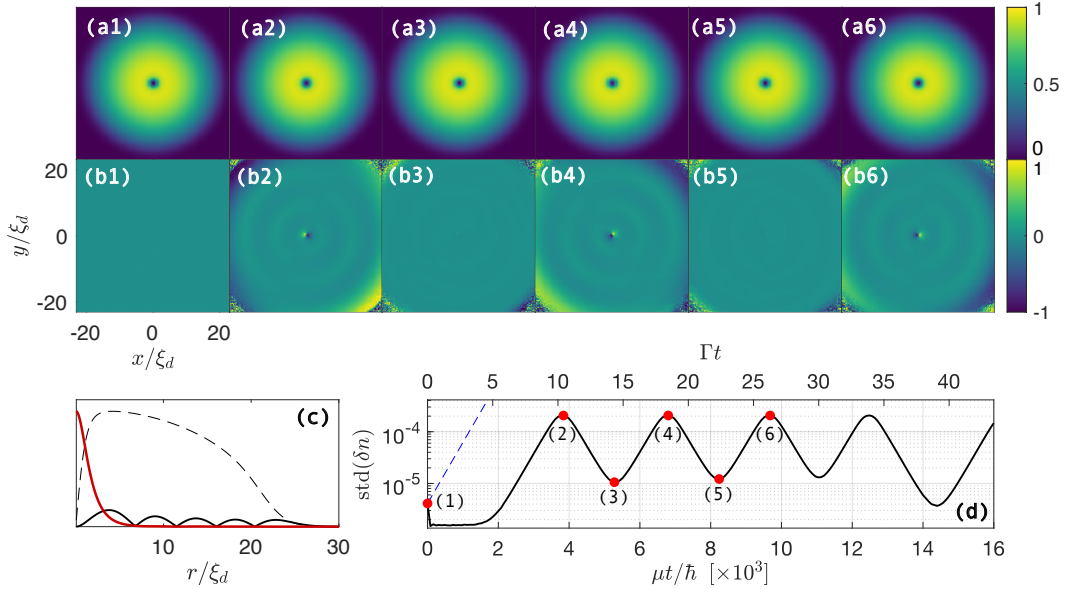 (a1) (a2) (a3) (a4) (a5) (a6)
1
0.5
0
(b1) (b2) (b3) (b4) (b5) (b6)
1
0
-1
20
0
-20
y/ξ_d
-20 0 20
x/ξ_d
Γt
0 5 10 15 20 25 30 35 40
(c)
0 10 20 30
r/ξ_d
std(δn)
10^{-4}
10^{-5}
(1) (2) (3) (4) (5) (6)
(d)
0 2 4 6 8 10 12 14 16
μt/ħ [×10^3]